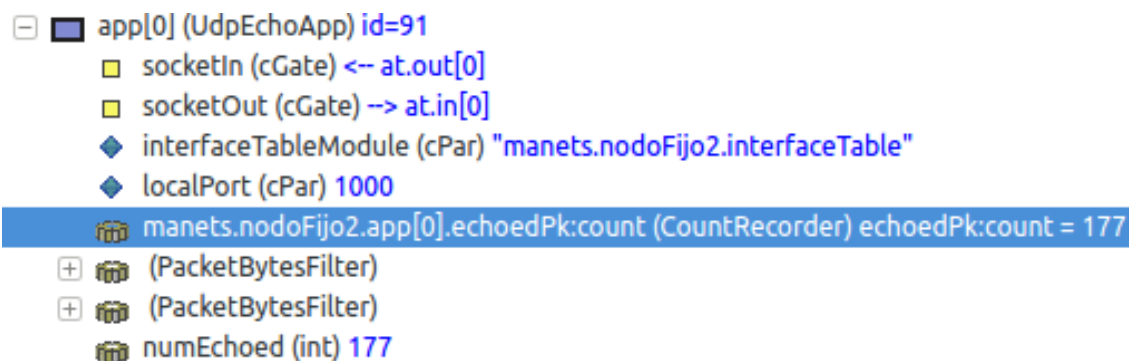 app[0] (UdpEchoApp) id=91
socketIn (cGate) <-- at.out[0]
socketOut (cGate) --> at.in[0]
interfaceTableModule (cPar) "manets.nodoFijo2.interfaceTable"
localPort (cPar) 1000
manets.nodoFijo2.app[0].echoedPk:count (CountRecorder) echoedPk:count = 177
(PacketBytesFilter)
(PacketBytesFilter)
numEchoed (int) 177